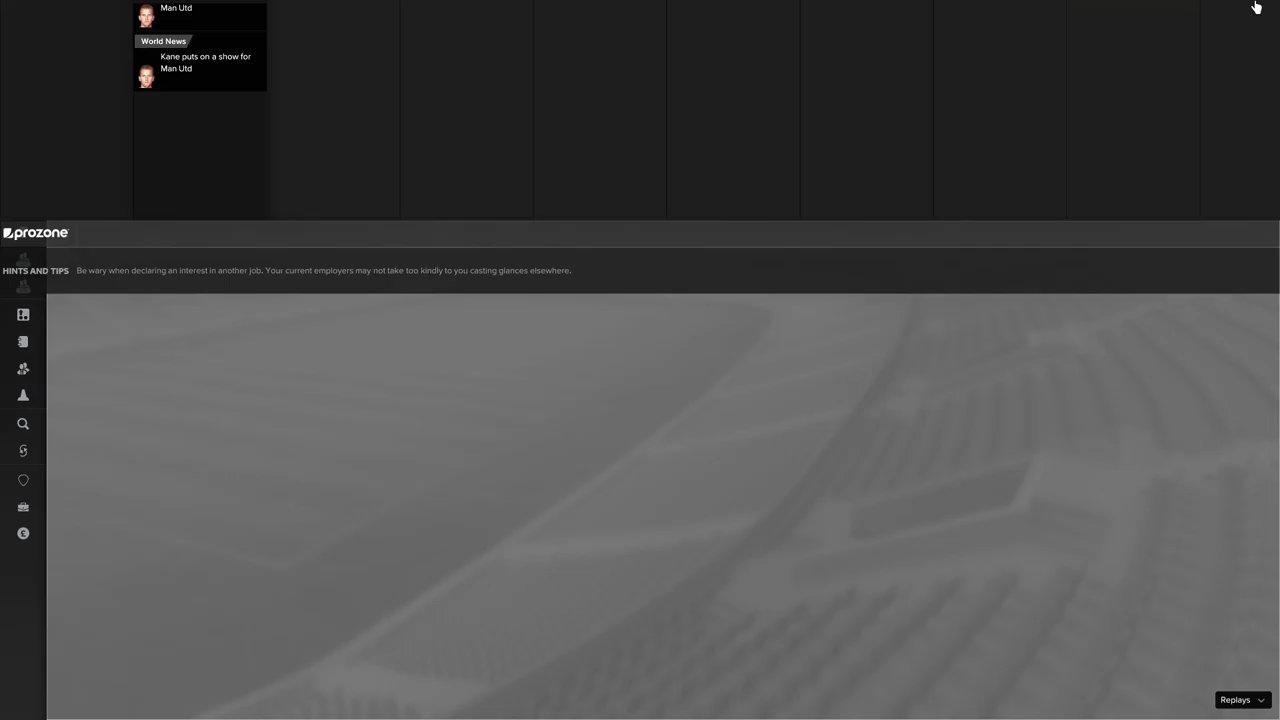 Man Utd
World News
Kane puts on a show for
Man Utd
prozone
HINTS AND TIPS Be wary when declaring an interest in another job. Your current employers may not take too kindly to you casting glances elsewhere.
Replays